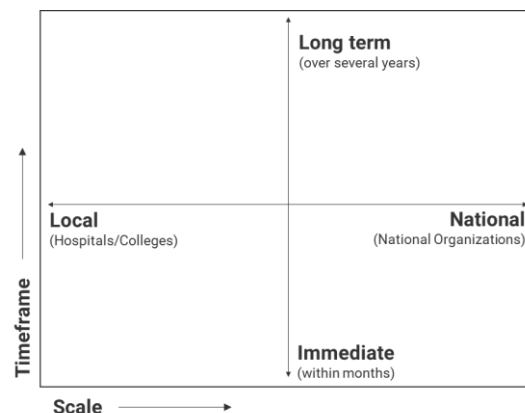 Long term
(over several years)
Local
(Hospitals/Colleges)
National
(National Organizations)
Timeframe
Immediate
(within months)
Scale